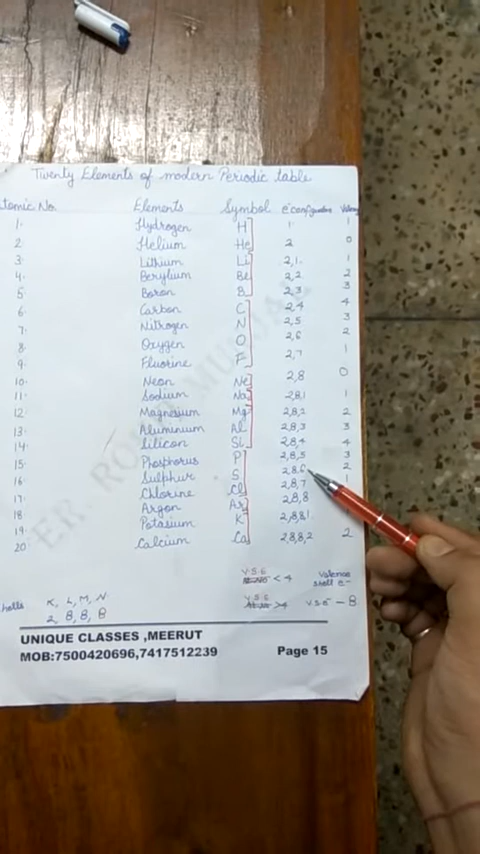 Twenty Elements of modern Periodic table
Atomic No. Elements Symbol e⁻configuration Valency
1. Hydrogen H 1 1
2. Helium He 2 0
3. Lithium Li 2,1. 1
4. Berylium Be 2,2 2
5. Boron B 2,3 3
6. Carbon C 2,4 4
7. Nitrogen N 2,5 3
8. Oxygen O 2,6 2
9. Fluorine F 2,7 1
10. Neon Ne 2,8 0
11. Sodium Na 2,8,1 1
12. Magnesium Mg 2,8,2 2
13. Aluminium Al 2,8,3 3
14. Silicon Si 2,8,4 4
15. Phosphorus P 2,8,5 3
16. Sulphur S 2,8,6 2
17. Chlorine Cl 2,8,7
18. Argon Ar 2,8,8
19. Potasium K 2,8,8,1
20. Calcium Ca 2,8,8,2 2
V.S.e⁻ < 4 Valence shell e⁻
Shells K, L, M, N
V.S.e⁻ >4 V.S.e⁻ - 8
2 8, 8, 8
UNIQUE CLASSES ,MEERUT
MOB:7500420696,7417512239 Page 15